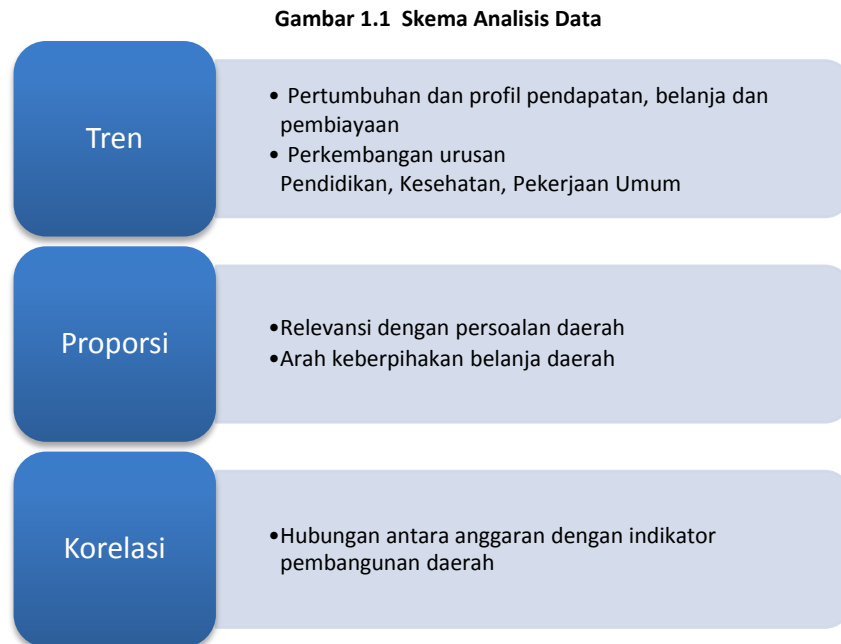 Gambar 1.1 Skema Analisis Data
Tren
• Pertumbuhan dan profil pendapatan, belanja dan
pembiayaan
• Perkembangan urusan
Pendidikan, Kesehatan, Pekerjaan Umum
Proporsi
•Relevansi dengan persoalan daerah
•Arah keberpihakan belanja daerah
Korelasi
•Hubungan antara anggaran dengan indikator
pembangunan daerah